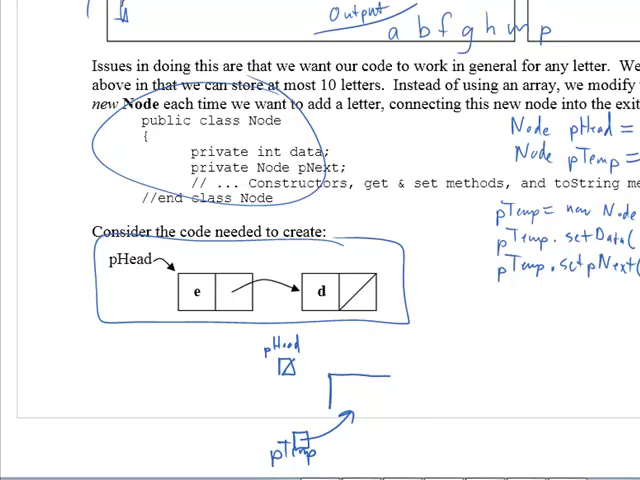 Output
a b f g h m p
Issues in doing this are that we want our code to work in general for any letter. We
above in that we can store at most 10 letters. Instead of using an array, we modify
new Node each time we want to add a letter, connecting this new node into the exit
public class Node
{
private int data;
private Node pNext;
// ... Constructors, get & set methods, and toString me
//end class Node
Node pHead =
Node pTemp =
pTemp = new Node
pTemp.setData(
pTemp.setpNext(
Consider the code needed to create:
pHead
e d
pHead
pTemp